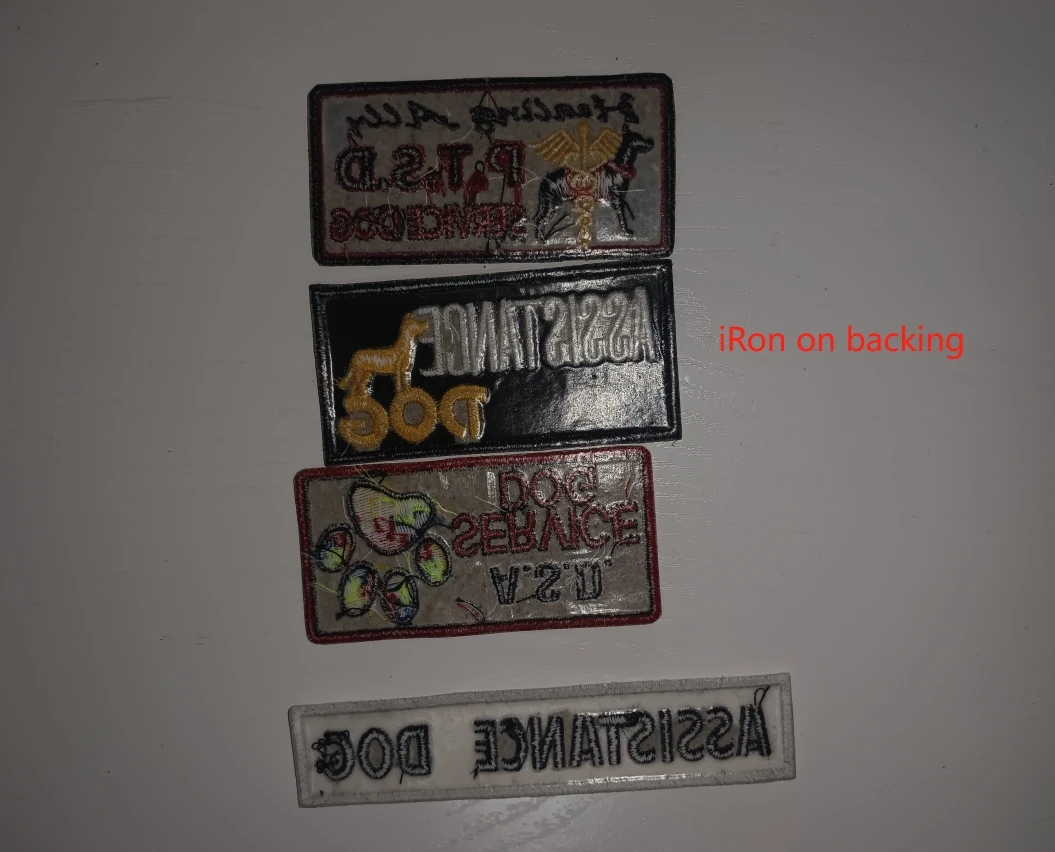 Healing Ally
P.T.S.D
SERVICE DOG
iRon on backing
ASSISTANCE
DOG
DOG
SERVICE
U.S.A
ASSISTANCE DOG